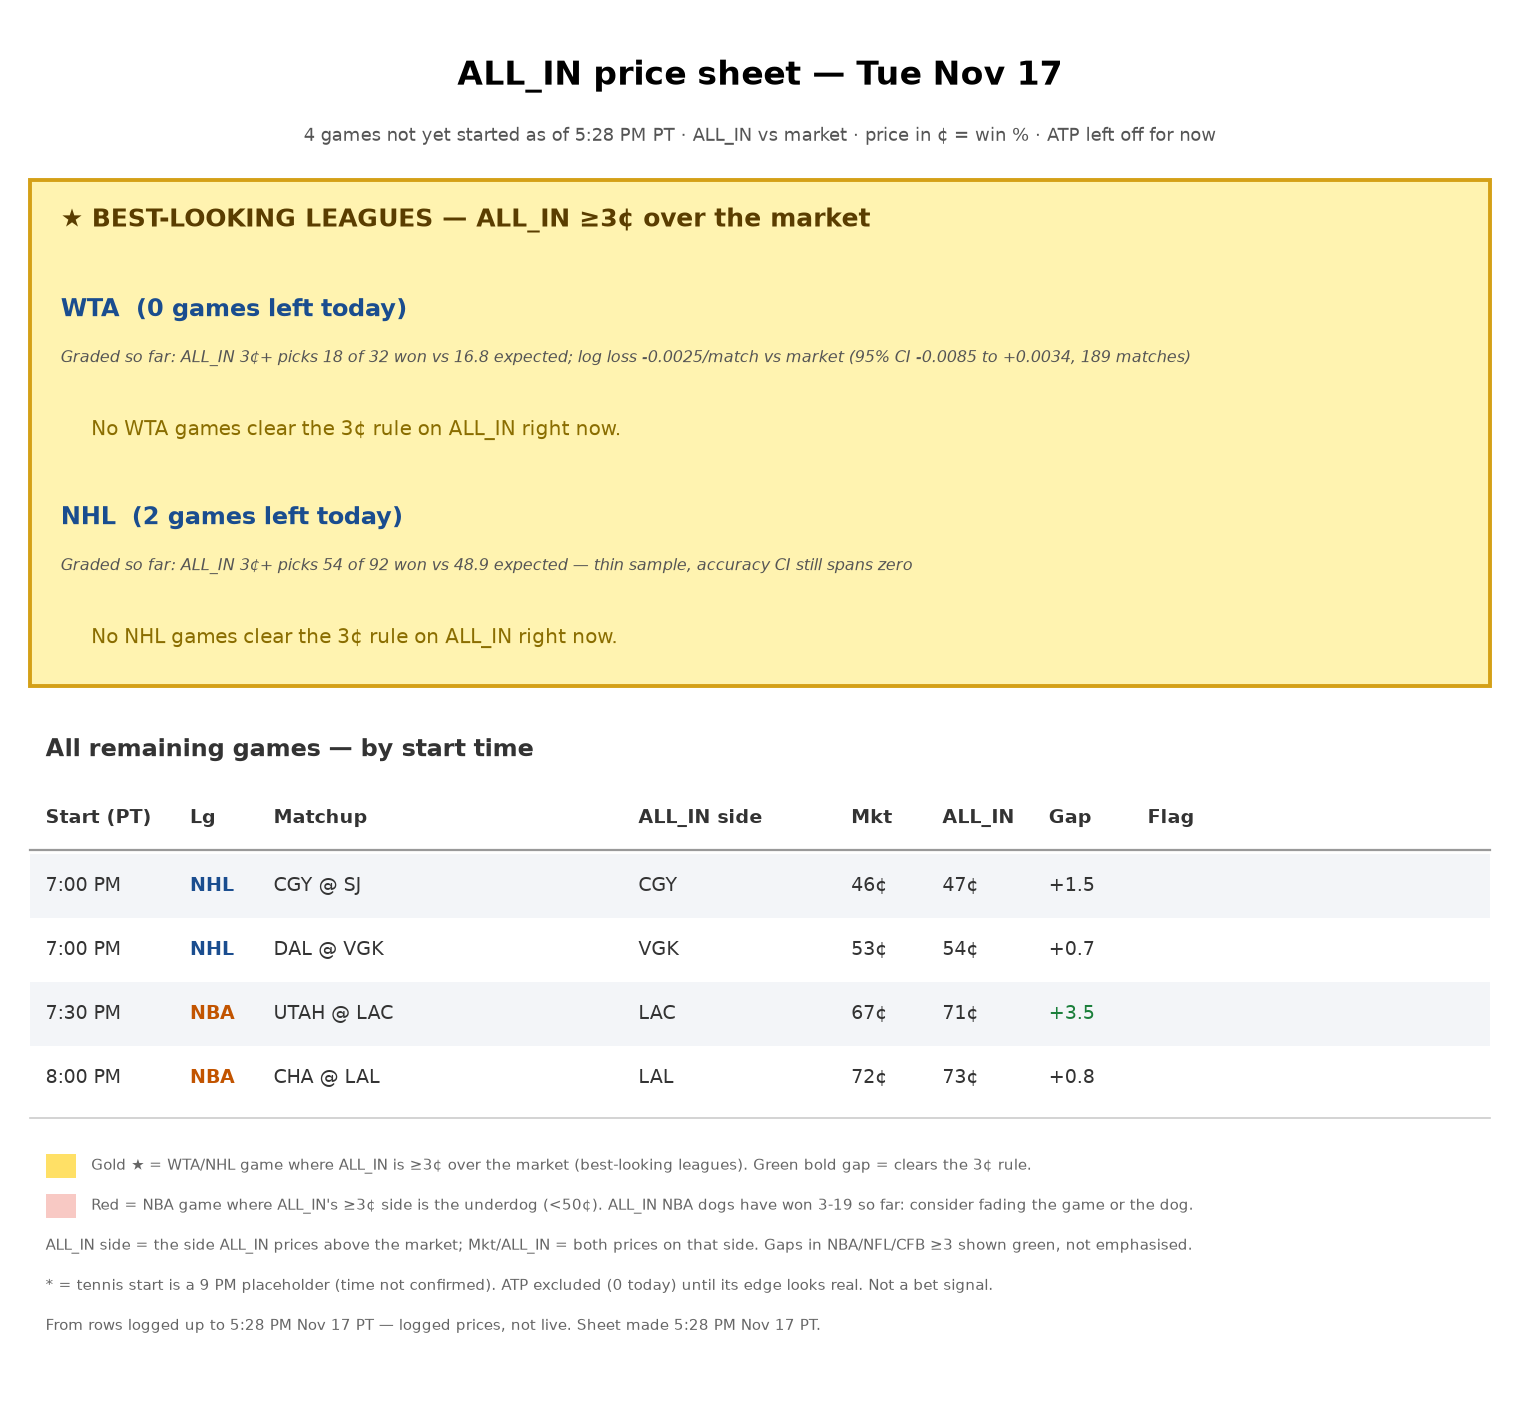 ALL_IN price sheet — Tue Nov 17
4 games not yet started as of 5:28 PM PT · ALL_IN vs market · price in ¢ = win % · ATP left off for now
★ BEST-LOOKING LEAGUES — ALL_IN ≥3¢ over the market
WTA (0 games left today)
Graded so far: ALL_IN 3¢+ picks 18 of 32 won vs 16.8 expected; log loss -0.0025/match vs market (95% CI -0.0085 to +0.0034, 189 matches)
No WTA games clear the 3¢ rule on ALL_IN right now.
NHL (2 games left today)
Graded so far: ALL_IN 3¢+ picks 54 of 92 won vs 48.9 expected — thin sample, accuracy CI still spans zero
No NHL games clear the 3¢ rule on ALL_IN right now.
All remaining games — by start time
Start (PT) Lg Matchup ALL_IN side Mkt ALL_IN Gap Flag
7:00 PM NHL CGY @ SJ CGY 46¢ 47¢ +1.5
7:00 PM NHL DAL @ VGK VGK 53¢ 54¢ +0.7
7:30 PM NBA UTAH @ LAC LAC 67¢ 71¢ +3.5
8:00 PM NBA CHA @ LAL LAL 72¢ 73¢ +0.8
Gold ★ = WTA/NHL game where ALL_IN is ≥3¢ over the market (best-looking leagues). Green bold gap = clears the 3¢ rule.
Red = NBA game where ALL_IN's ≥3¢ side is the underdog (<50¢). ALL_IN NBA dogs have won 3-19 so far: consider fading the game or the dog.
ALL_IN side = the side ALL_IN prices above the market; Mkt/ALL_IN = both prices on that side. Gaps in NBA/NFL/CFB ≥3 shown green, not emphasised.
* = tennis start is a 9 PM placeholder (time not confirmed). ATP excluded (0 today) until its edge looks real. Not a bet signal.
From rows logged up to 5:28 PM Nov 17 PT — logged prices, not live. Sheet made 5:28 PM Nov 17 PT.